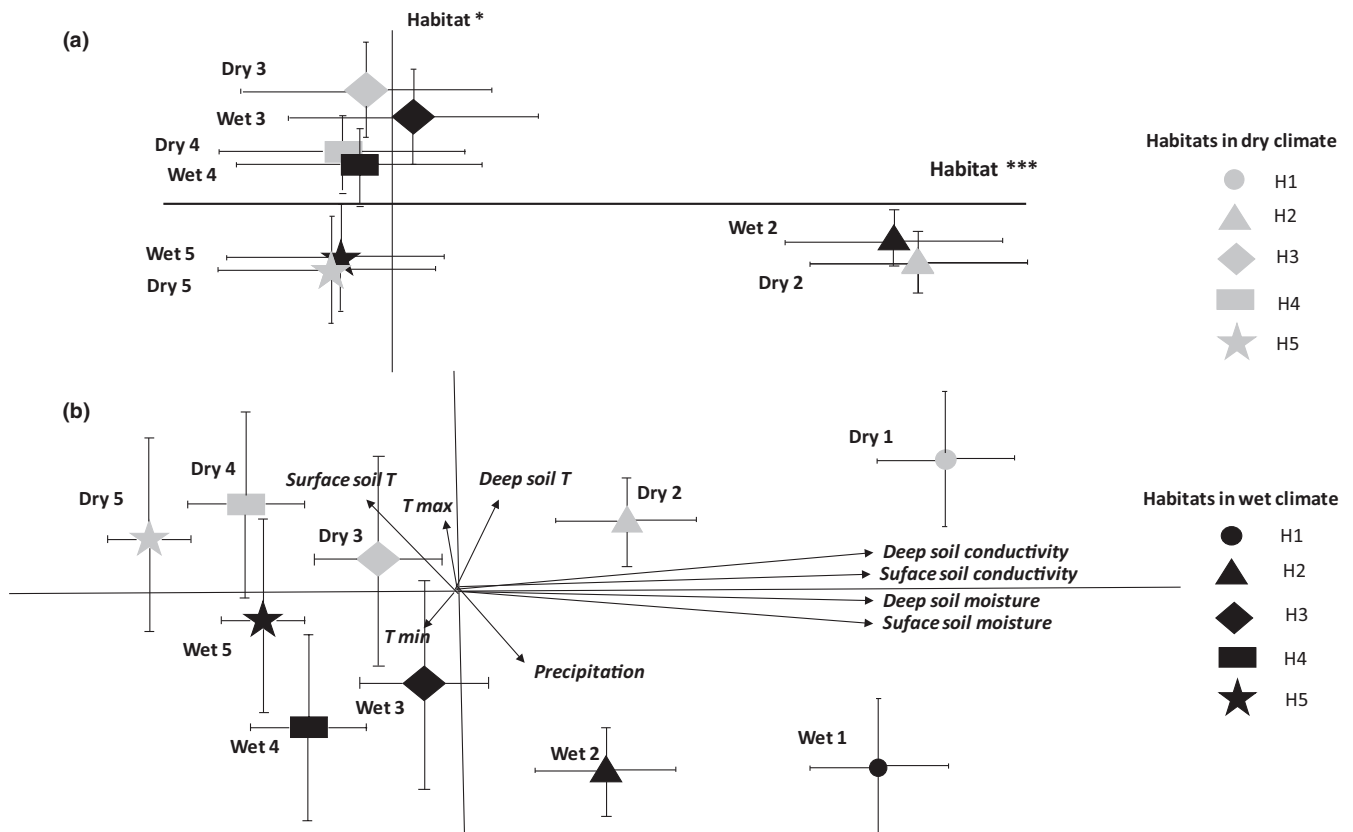 (a)
Habitat *
Dry 3
Wet 3
Dry 4
Wet 4
Habitat ***
Wet 2
Wet 5
Dry 5
Dry 2
Habitats in dry climate
H1
H2
H3
H4
H5
(b)
Dry 1
Dry 4
Surface soil T
Deep soil T
Dry 2
Dry 5
T max
Dry 3
Deep soil conductivity
Suface soil conductivity
Deep soil moisture
Suface soil moisture
T min
Wet 5
Precipitation
Wet 3
Wet 4
Wet 2
Wet 1
Habitats in wet climate
H1
H2
H3
H4
H5